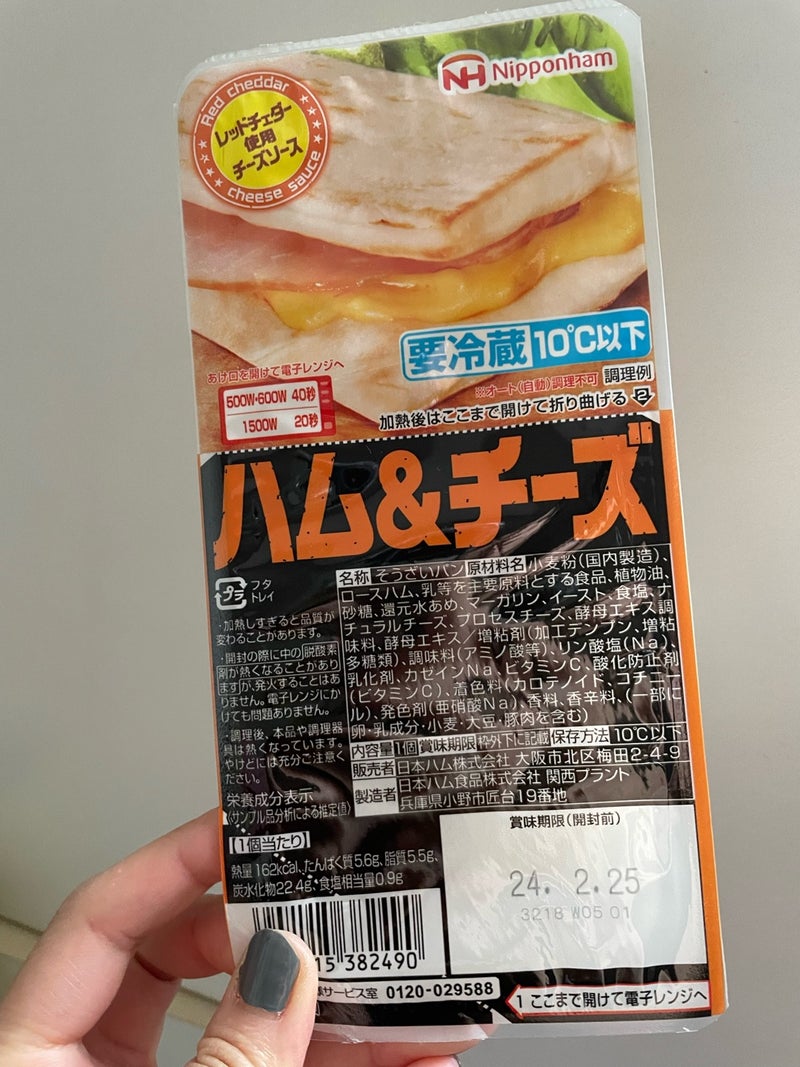 NH Nipponham
Red cheddar
レッドチェダー
使用
チーズソース
cheese sauce
要冷蔵 10℃以下
あけ口を開けて電子レンジへ
500W・600W 40秒
1500W 20秒
※オート(自動)調理不可 調理例
加熱後はここまで開けて折り曲げる 2
ハム&チーズ
プラ
フタ
トレイ
・加熱しすぎると品質が
変わることがあります。
・開封の際に中の脱酸素
剤が熱くなることがあり
ますが、発火することはあ
りません。電子レンジにか
けても問題ありません。
・調理後、本品や調理器
具は熱くなっています。
やけどには充分ご注意く
ださい。
名称 そうざいパン 原材料名 小麦粉(国内製造)、
ロースハム、乳等を主要原料とする食品、植物油、
砂糖、還元水あめ、マーガリン、イースト、食塩、ナ
チュラルチーズ、プロセスチーズ、酵母エキス調
味料、酵母エキス/増粘剤(加工デンプン、増粘
多糖類)、調味料(アミノ酸等)、リン酸塩(Na)、
乳化剤、カゼインNa、ビタミンC、酸化防止剤
(ビタミンC)、着色料(カロテノイド、コチニー
ル)、発色剤(亜硝酸Na)、香料、香辛料、(一部に
卵・乳成分・小麦・大豆・豚肉を含む)
内容量 1個 賞味期限 枠外下に記載 保存方法 10℃以下
販売者 日本ハム株式会社 大阪市北区梅田2-4-9
製造者 日本ハム食品株式会社 関西プラント
兵庫県小野市匠台19番地
栄養成分表示
(サンプル品分析による推定値)
【1個当たり】
熱量162kcal、たんぱく質5.6g、脂質5.5g、
炭水化物22.4g、食塩相当量0.9g
賞味期限(開封前)
24. 2.25
3218 W05 01
15 382490
サービス室 0120-029588
1 ここまで開けて電子レンジへ